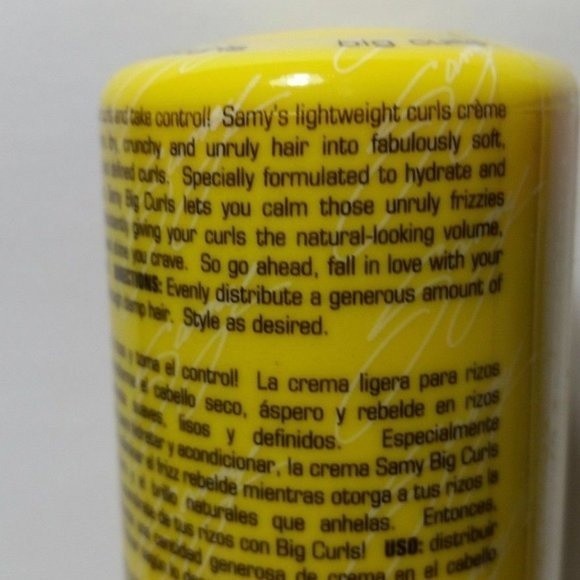 big curls
and take control! Samy's lightweight curls crème
dry, crunchy and unruly hair into fabulously soft,
defined curls. Specially formulated to hydrate and
Samy Big Curls lets you calm those unruly frizzies
giving your curls the natural-looking volume,
you crave. So go ahead, fall in love with your
DIRECTIONS: Evenly distribute a generous amount of
damp hair. Style as desired.
y toma el control! La crema ligera para rizos
el cabello seco, áspero y rebelde en rizos
suaves, lisos y definidos. Especialmente
hidratar y acondicionar, la crema Samy Big Curls
el frizz rebelde mientras otorga a tus rizos la
y el brillo naturales que anhelas. Entonces,
de tus rizos con Big Curls! USO: distribuir
cantidad generosa de crema en el cabello